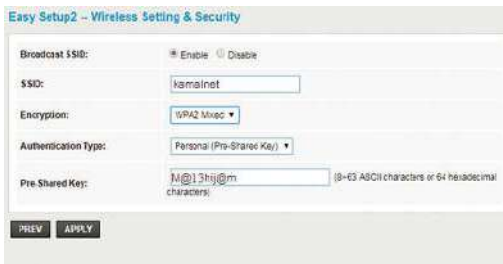 Easy Setup2 – Wireless Setting & Security
Broadcast SSID: Enable Disable
SSID: kamalnet
Encryption: WPA2 Mixed
Authentication Type: Personal (Pre-Shared Key)
Pre Shared Key: M@13hij@m (8~63 ASCII characters or 64 hexadecimal
characters)
PREV APPLY